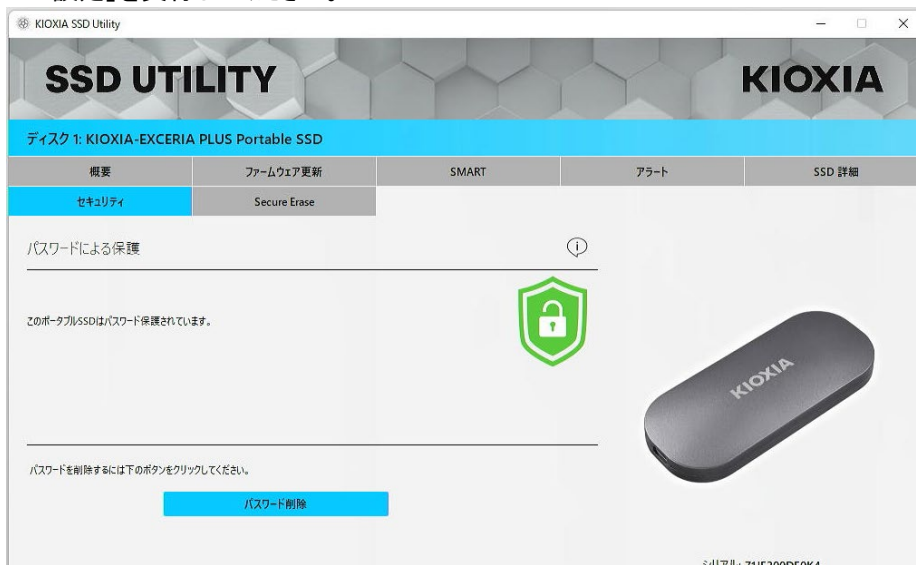 KIOXIA SSD Utility
SSD UTILITY
KIOXIA
ディスク 1: KIOXIA-EXCERIA PLUS Portable SSD
概要 ファームウェア更新 SMART アラート SSD 詳細
セキュリティ Secure Erase
パスワードによる保護
このポータブルSSDはパスワード保護されています。
KIOXIA
パスワードを削除するには下のボタンをクリックしてください。
パスワード削除